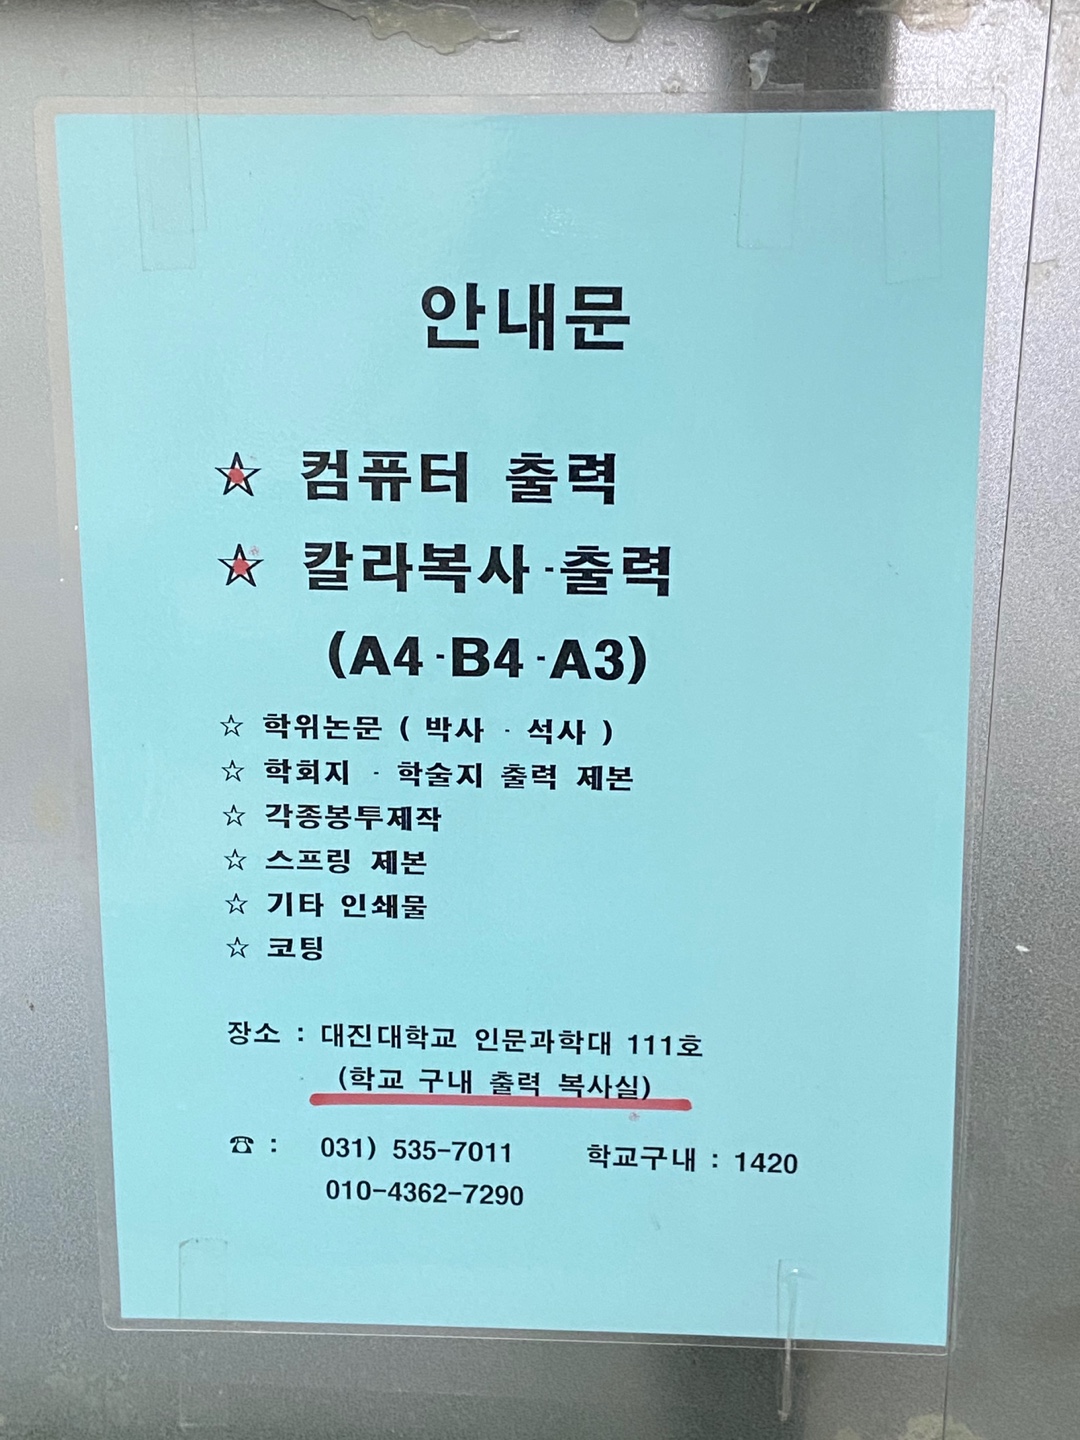 안내문
☆ 컴퓨터 출력
☆ 칼라복사·출력
(A4·B4·A3)
☆ 학위논문 ( 박사 · 석사 )
☆ 학회지 · 학술지 출력 제본
☆ 각종봉투제작
☆ 스프링 제본
☆ 기타 인쇄물
☆ 코팅
장소 : 대진대학교 인문과학대 111호
(학교 구내 출력 복사실)
☎ : 031) 535-7011 학교구내 : 1420
010-4362-7290